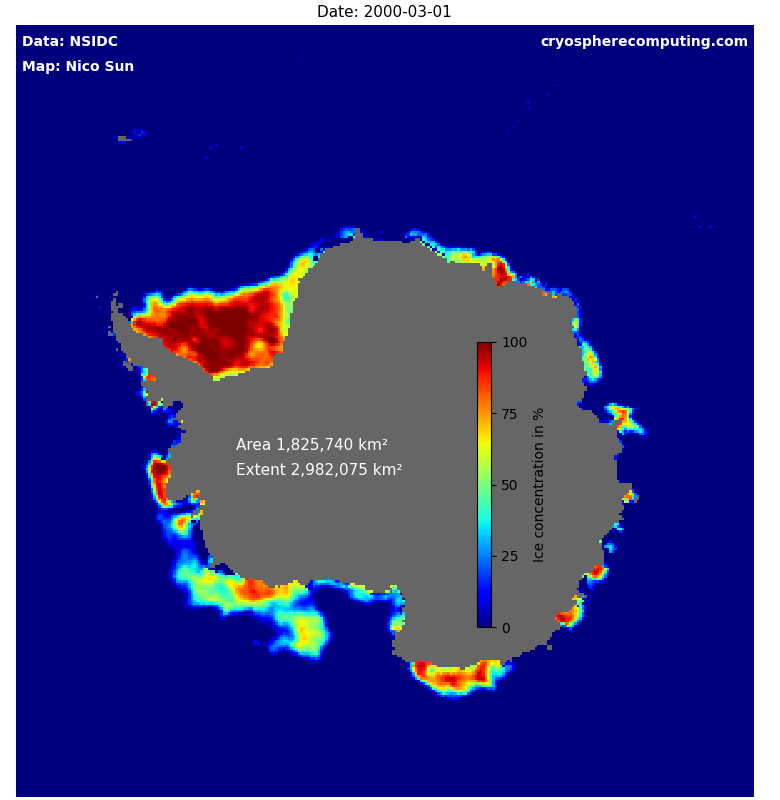 Date: 2000-03-01
Data: NSIDC
cryospherecomputing.com
Map: Nico Sun
100
75
50
25
0
Ice concentration in %
Area 1,825,740 km²
Extent 2,982,075 km²